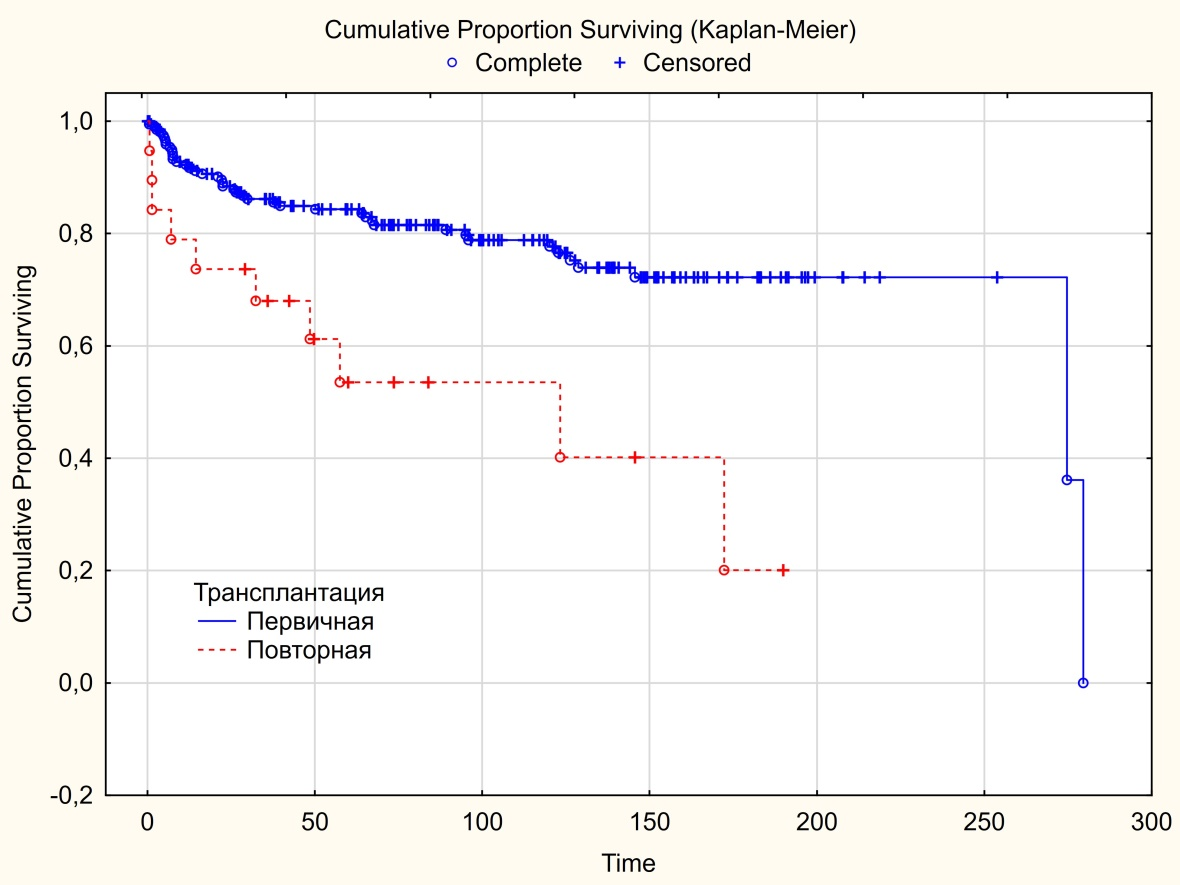 Cumulative Proportion Surviving (Kaplan-Meier)
Complete Censored
Cumulative Proportion Surviving
1,0
0,8
0,6
0,4
0,2
0,0
-0,2
Трансплантация
Первичная
Повторная
0 50 100 150 200 250 300
Time